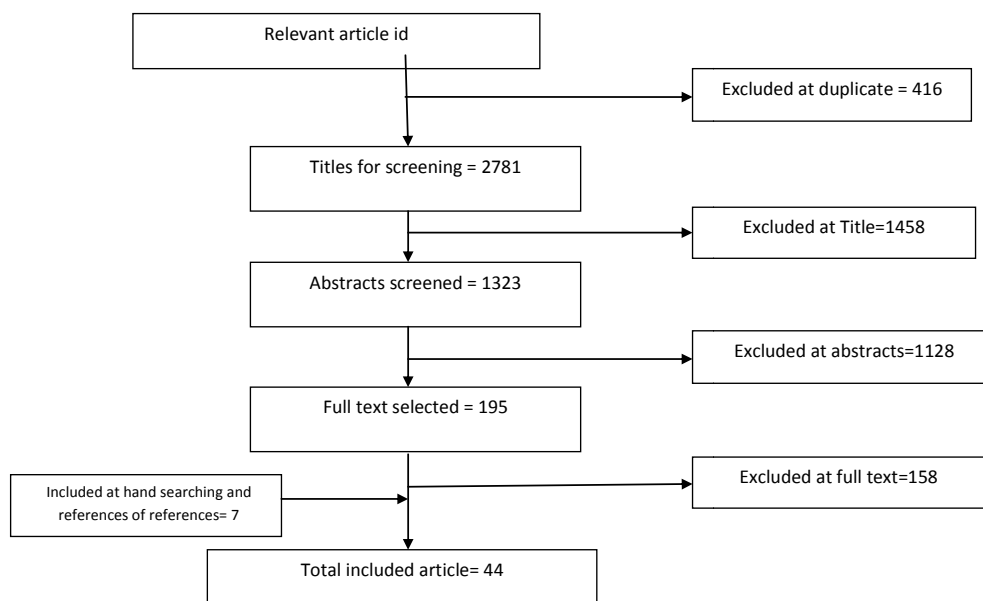 Relevant article id
Excluded at duplicate = 416
Titles for screening = 2781
Excluded at Title=1458
Abstracts screened = 1323
Excluded at abstracts=1128
Full text selected = 195
Excluded at full text=158
Included at hand searching and
references of references= 7
Total included article= 44